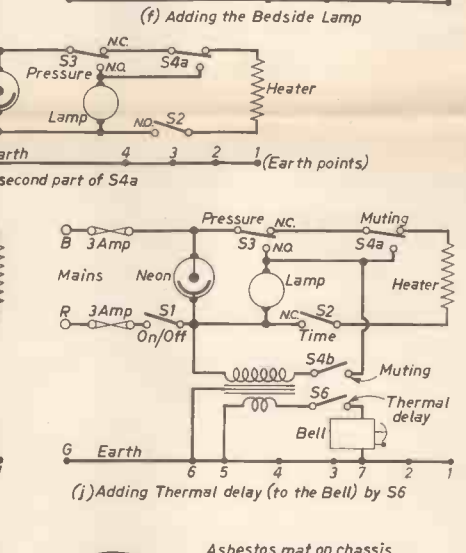 (f) Adding the Bedside Lamp
S3 N.C. S4a
Pressure N.O.
Heater
Lamp N.O. S2
arth 4 3 2 1 (Earth points)
second part of S4a
Pressure N.C. Muting
B 3Amp S3 N.O. S4a
Mains Neon Lamp Heater
R 3Amp S1 N.C. S2
On/Off Time
S4b
Muting
S6 Thermal
delay
Bell
G Earth
6 5 4 3 7 2 1
(j) Adding Thermal delay (to the Bell) by S6
Asbestos mat on chassis